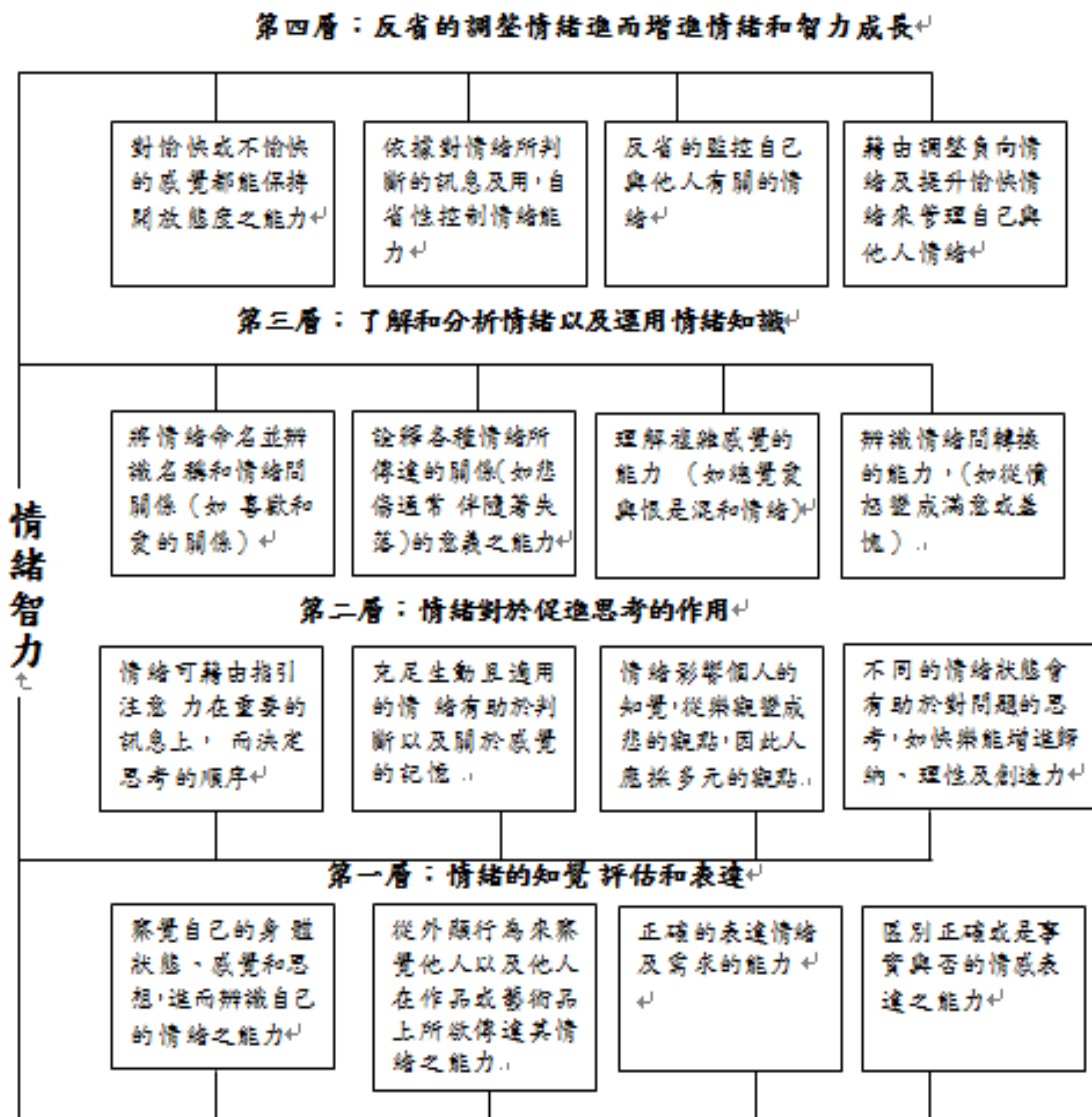 第四層：反省的調整情緒進而增進情緒和智力成長
對愉快或不愉快
的感覺都能保持
開放態度之能力
依據對情緒所判
斷的訊息及用，自
省性控制情緒能
力
反省的監控自己
與他人有關的情
緒
藉由調整負向情
緒及提升愉快情
緒來管理自己與
他人情緒
第三層：了解和分析情緒以及運用情緒知識
將情緒命名並辨
識名稱和情緒間
關係（如 喜歡和
愛的關係）
詮釋各種情緒所
傳達的關係(如悲
傷通常 伴隨著失
落)的意義之能力
理解複雜感覺的
能力 （如總覺愛
與恨是混和情緒)
辨識情緒間轉換
的能力，(如從憤
怒變成滿意或羞
愧）.
情緒智力
第二層：情緒對於促進思考的作用
情緒可藉由指引
注意 力在重要的
訊息上， 而決定
思考的順序
充足生動且適用
的情 緒有助於判
斷以及關於感覺
的記憶.
情緒影響個人的
知覺，從樂觀變成
悲的觀點，因此人
應採多元的觀點.
不同的情緒狀態會
有助於對問題的思
考，如快樂能增進歸
納、理性及創造力
第一層：情緒的知覺 評估和表達
察覺自己的身 體
狀態、感覺和思
想，進而辨識自己
的情緒之能力
從外顯行為來察
覺他人以及他人
在作品或藝術品
上所欲傳達其情
緒之能力.
正確的表達情緒
及需求的能力
區別正確或是事
實與否的情感表
達之能力